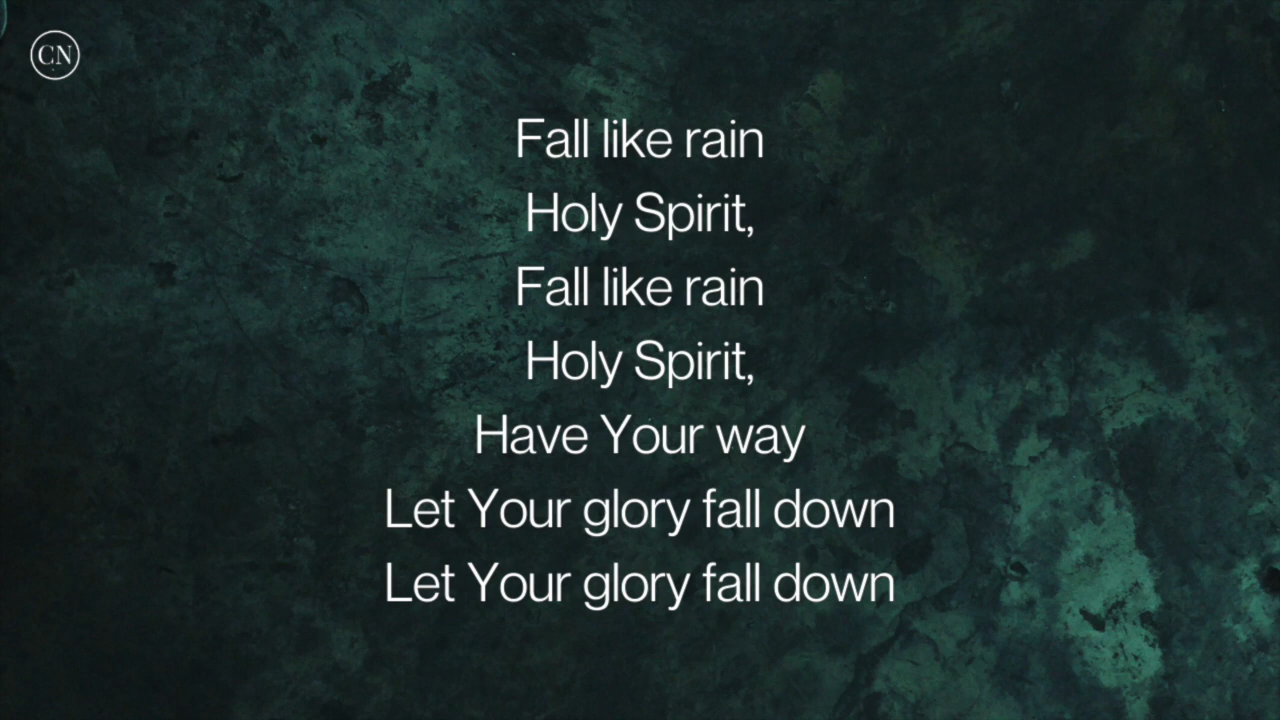 CN
Fall like rain
Holy Spirit,
Fall like rain
Holy Spirit,
Have Your way
Let Your glory fall down
Let Your glory fall down